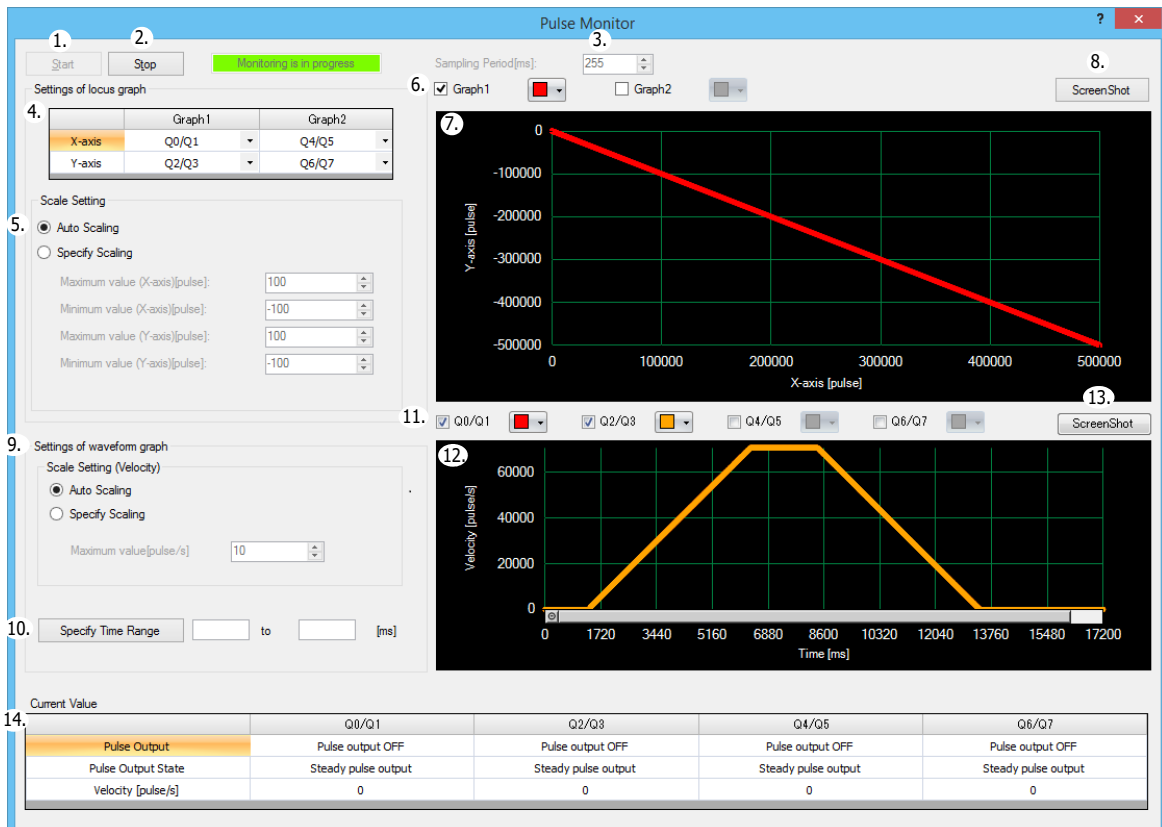 Pulse Monitor ?
1. 2. 3. 8.
Start Stop Monitoring is in progress Sampling Period[ms]: 255
6. Graph1 Graph2 ScreenShot
Settings of locus graph
4. Graph1 Graph2
X-axis Q0/Q1 Q4/Q5
Y-axis Q2/Q3 Q6/Q7
Scale Setting
5. Auto Scaling
Specify Scaling
Maximum value (X-axis)[pulse]: 100
Minimum value (X-axis)[pulse]: -100
Maximum value (Y-axis)[pulse]: 100
Minimum value (Y-axis)[pulse]: -100
7.
0
-100000
-200000
-300000
-400000
-500000
Y-axis [pulse]
0 100000 200000 300000 400000 500000
X-axis [pulse]
13.
11. Q0/Q1 Q2/Q3 Q4/Q5 Q6/Q7 ScreenShot
9. Settings of waveform graph
Scale Setting (Velocity)
Auto Scaling
Specify Scaling
Maximum value[pulse/s] 10
10. Specify Time Range to [ms]
12.
60000
40000
20000
0
Velocity [pulse/s]
0 1720 3440 5160 6880 8600 10320 12040 13760 15480 17200
Time [ms]
Current Value
14. Q0/Q1 Q2/Q3 Q4/Q5 Q6/Q7
Pulse Output Pulse output OFF Pulse output OFF Pulse output OFF Pulse output OFF
Pulse Output State Steady pulse output Steady pulse output Steady pulse output Steady pulse output
Velocity [pulse/s] 0 0 0 0